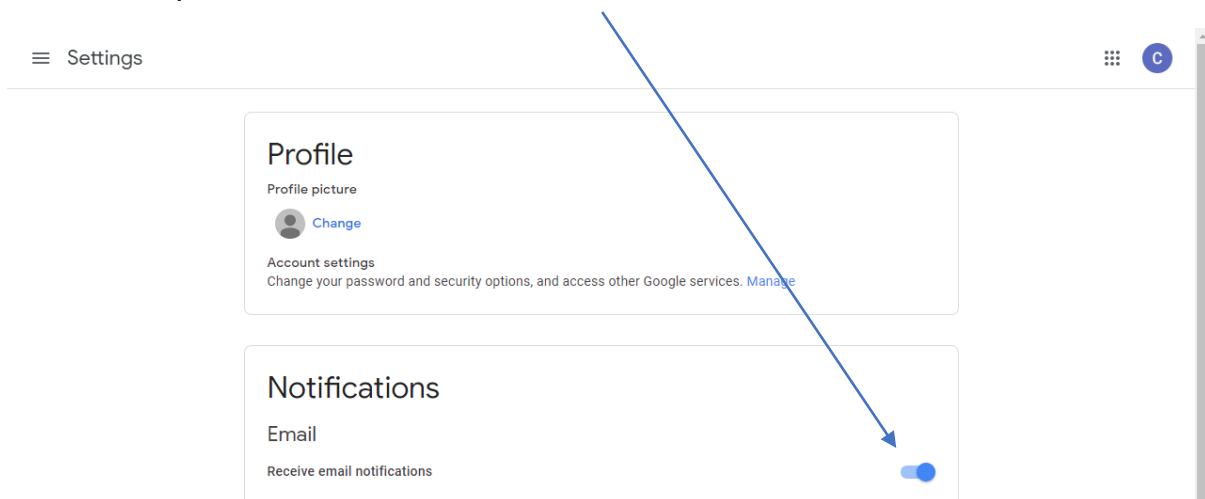 Settings
C
Profile
Profile picture
Change
Account settings
Change your password and security options, and access other Google services. Manage
Notifications
Email
Receive email notifications